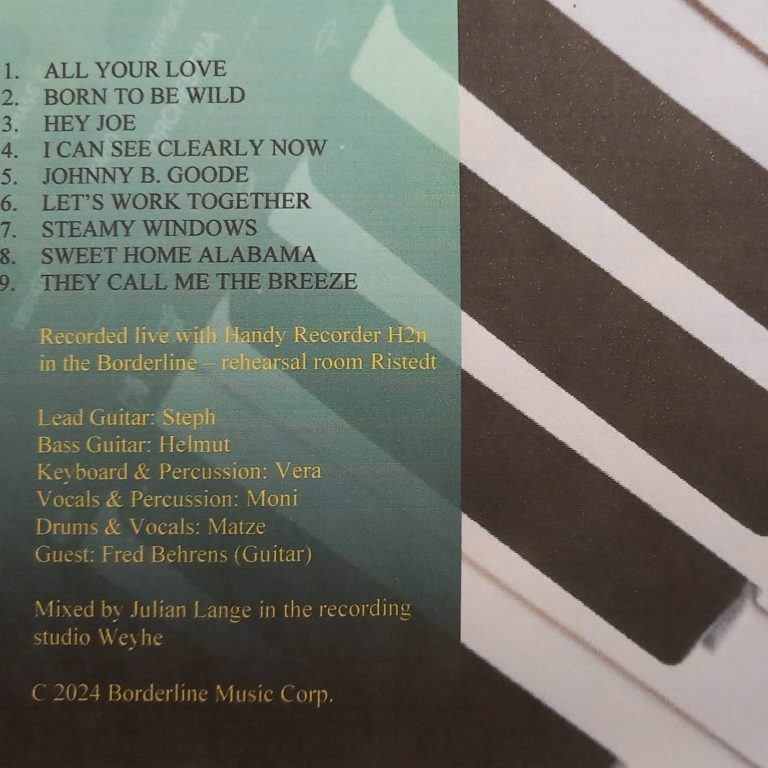 1. ALL YOUR LOVE
2. BORN TO BE WILD
3. HEY JOE
4. I CAN SEE CLEARLY NOW
5. JOHNNY B. GOODE
6. LET'S WORK TOGETHER
7. STEAMY WINDOWS
8. SWEET HOME ALABAMA
9. THEY CALL ME THE BREEZE
Recorded live with Handy Recorder H2n
in the Borderline – rehearsal room Ristedt
Lead Guitar: Steph
Bass Guitar: Helmut
Keyboard & Percussion: Vera
Vocals & Percussion: Moni
Drums & Vocals: Matze
Guest: Fred Behrens (Guitar)
Mixed by Julian Lange in the recording
studio Weyhe
C 2024 Borderline Music Corp.